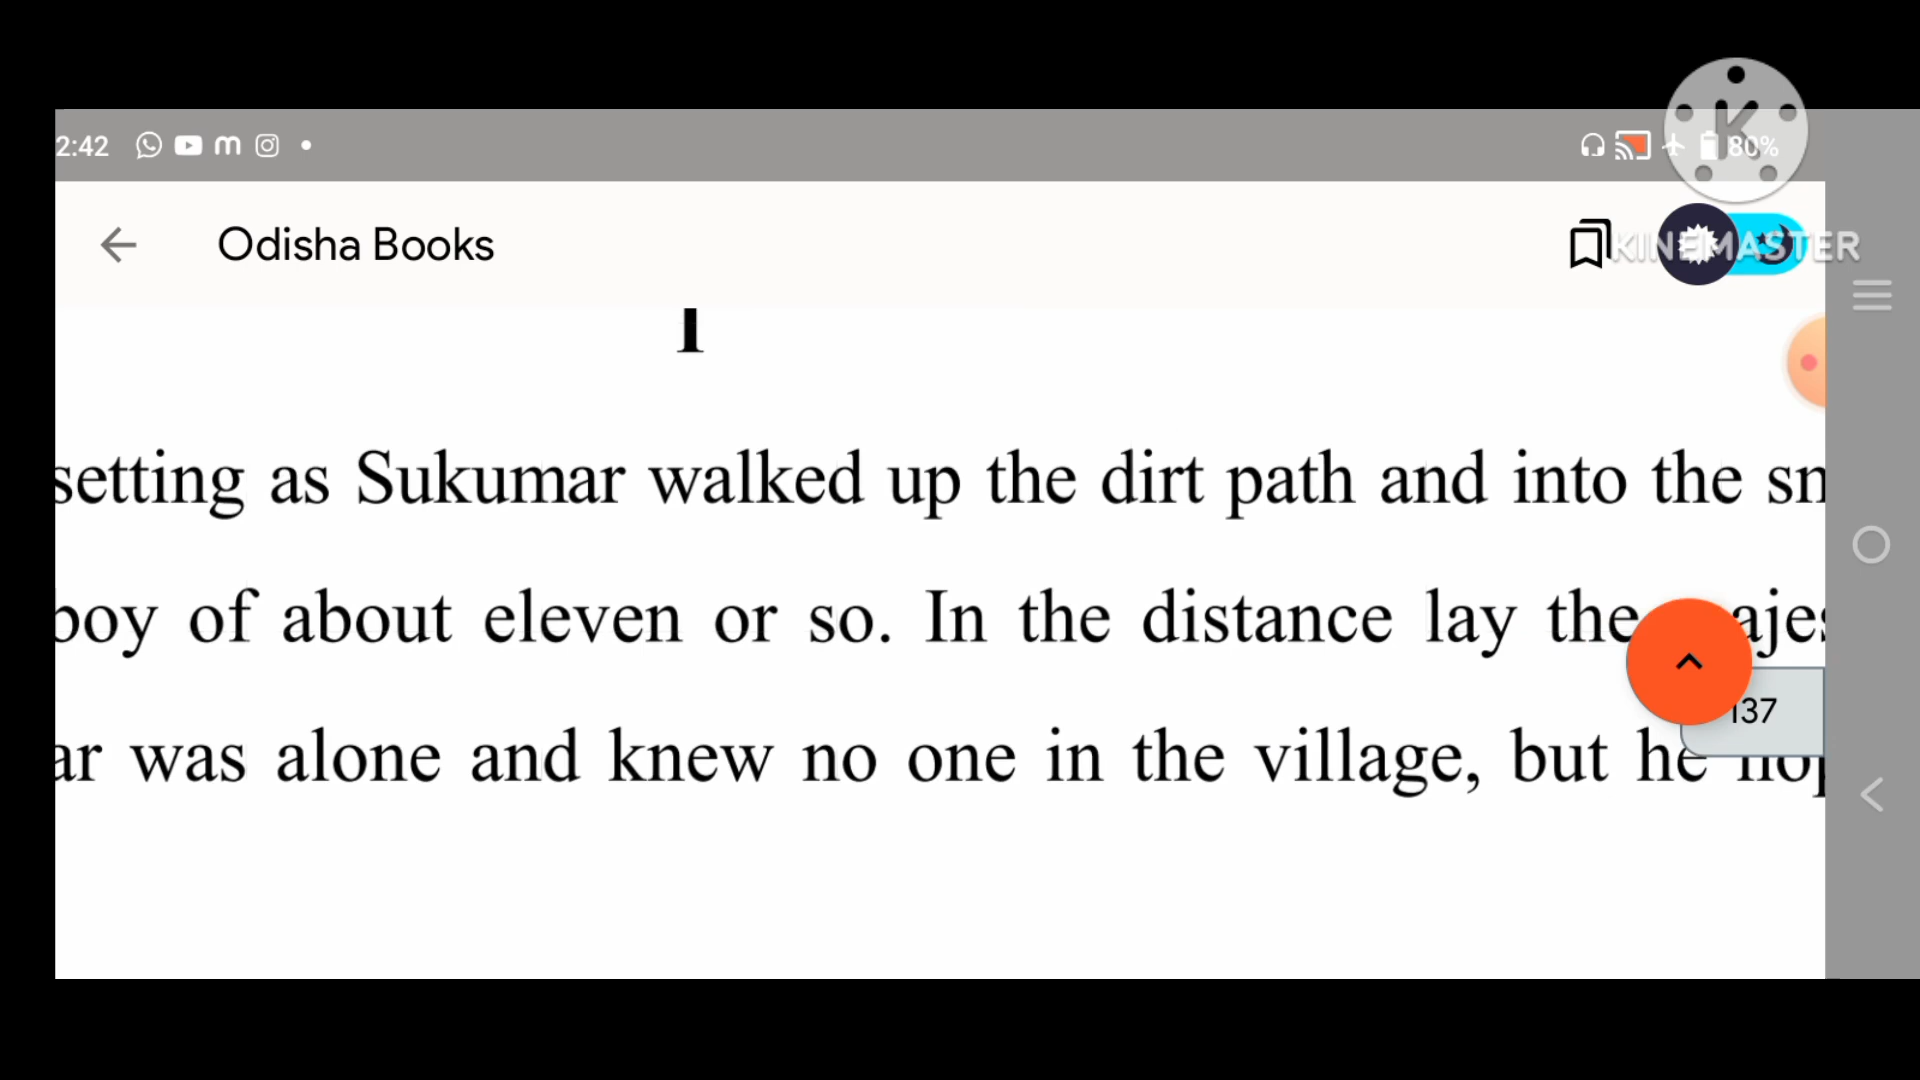 2:42 m 80%
Odisha Books
KINEMASTER
I
setting as Sukumar walked up the dirt path and into the
boy of about eleven or so. In the distance lay the
137
was alone and knew no one in the village, but he